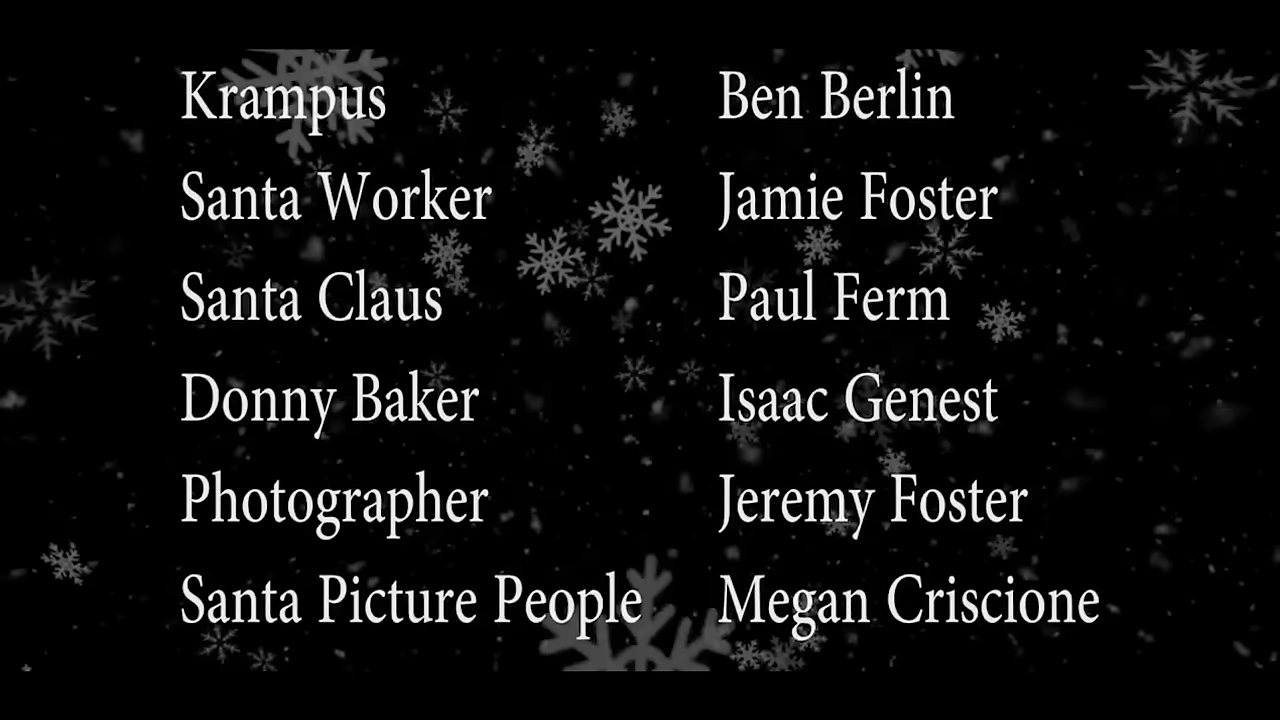 Krampus Ben Berlin
Santa Worker Jamie Foster
Santa Claus Paul Ferm
Donny Baker Isaac Genest
Photographer Jeremy Foster
Santa Picture People Megan Criscione